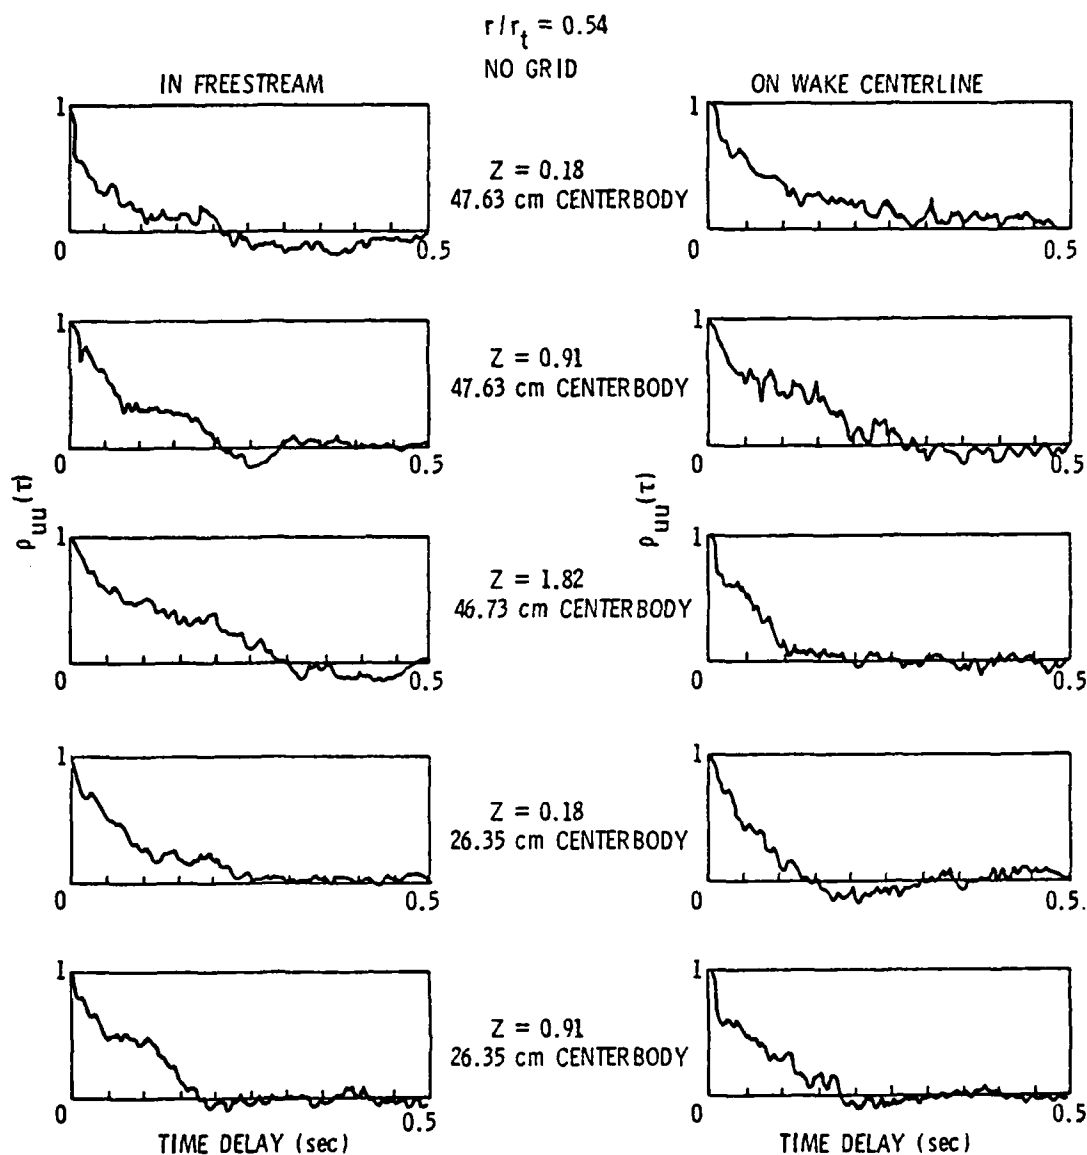 r/r_t = 0.54
NO GRID
IN FREESTREAM
ON WAKE CENTERLINE
1
Z = 0.18
47.63 cm CENTERBODY
1
0
0.5
0
0.5
1
Z = 0.91
47.63 cm CENTERBODY
1
0
0.5
0
0.5
ρ_uu(τ)
ρ_uu(τ)
1
Z = 1.82
46.73 cm CENTERBODY
1
0
0.5
0
0.5
1
Z = 0.18
26.35 cm CENTERBODY
1
0
0.5
0
0.5.
1
Z = 0.91
26.35 cm CENTERBODY
1
0
0.5
0
0.5
TIME DELAY (sec)
TIME DELAY (sec)